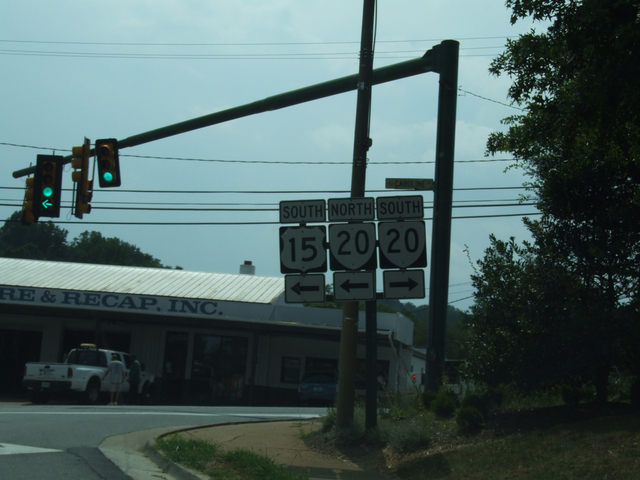 SOUTH NORTH SOUTH
15 20 20
RE & RECAP, INC.